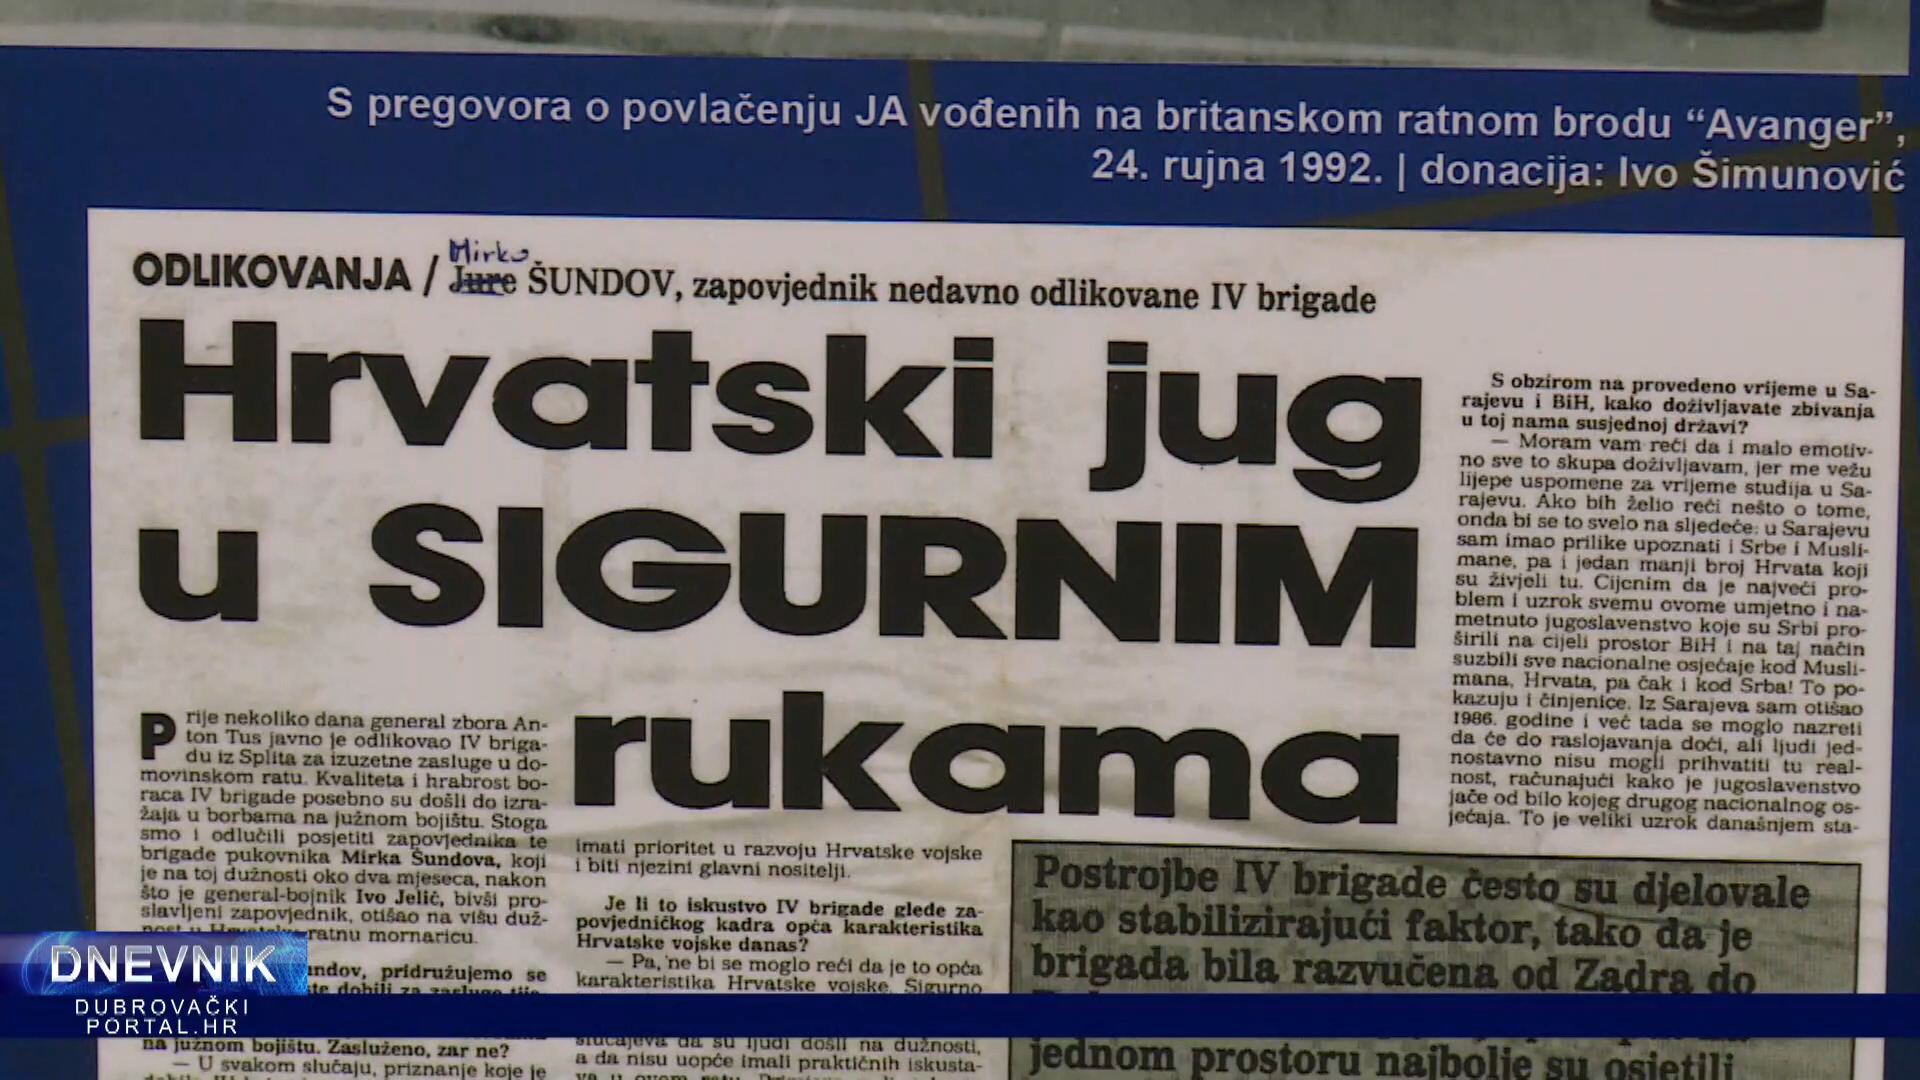 S pregovora o povlačenju JA vođenih na britanskom ratnom brodu “Avanger”,
24. rujna 1992. | donacija: Ivo Šimunović
Mirko
ODLIKOVANJA / Jure ŠUNDOV, zapovjednik nedavno odlikovane IV brigade
Hrvatski jug
u SIGURNIM
rukama
Prije nekoliko dana general zbora An-
ton Tus javno je odlikovao IV briga-
du iz Splita za izuzetne zasluge u do-
movinskom ratu. Kvaliteta i hrabrost bo-
raca IV brigade posebno su došli do izra-
žaja u borbama na južnom bojištu. Stoga
smo i odlučili posjetiti zapovjednika te
brigade pukovnika Mirka Šundova, koji
je na toj dužnosti oko dva mjeseca, nakon
što je general-bojnik Ivo Jelić, bivši pro-
slavljeni zapovjednik, otišao na višu duž-
ratnu mornaricu.
pridružujemo se
na južnom bojištu. Zasluženo, zar ne?
— U svakom slučaju, priznanje koje je
imati prioritet u razvoju Hrvatske vojske
i biti njezini glavni nositelji.
Je li to iskustvo IV brigade glede za-
povjedničkog kadra opća karakteristika
Hrvatske vojske danas?
— Pa, ne bi se moglo reći da je to opća
karakteristika Hrvatske vojske. Sigurno
slučajeva da su ljudi došli na dužnosti,
a da nisu uopće imali praktičnih iskusta-
S obzirom na provedeno vrijeme u Sa-
rajevu i BiH, kako doživljavate zbivanja
u toj nama susjednoj državi?
— Moram vam reći da i malo emotiv-
no sve to skupa doživljavam, jer me vežu
lijepe uspomene za vrijeme studija u Sa-
rajevu. Ako bih želio reći nešto o tome,
onda bi se to svelo na sljedeće: u Sarajevu
sam imao prilike upoznati i Srbe i Musli-
mane, pa i jedan manji broj Hrvata koji
su živjeli tu. Cijenim da je najveći pro-
blem i uzrok svemu ovome umjetno i na-
metnuto jugoslavenstvo koje su Srbi pro-
širili na cijeli prostor BiH i na taj način
suzbili sve nacionalne osjećaje kod Musli-
mana, Hrvata, pa čak i kod Srba! To po-
kazuju i činjenice. Iz Sarajeva sam otišao
1986. godine i već tada se moglo nazreti
da će do raslojavanja doći, ali ljudi jed-
nostavno nisu mogli prihvatiti tu real-
nost, računajući kako je jugoslavenstvo
jače od bilo kojeg drugog nacionalnog os-
jećaja. To je veliki uzrok današnjem sta-
Postrojbe IV brigade često su djelovale
kao stabilizirajući faktor, tako da je
brigada bila razvučena od Zadra do
jednom prostoru najbolje su osjetili
DNEVNIK
DUBROVAČKI
PORTAL.HR